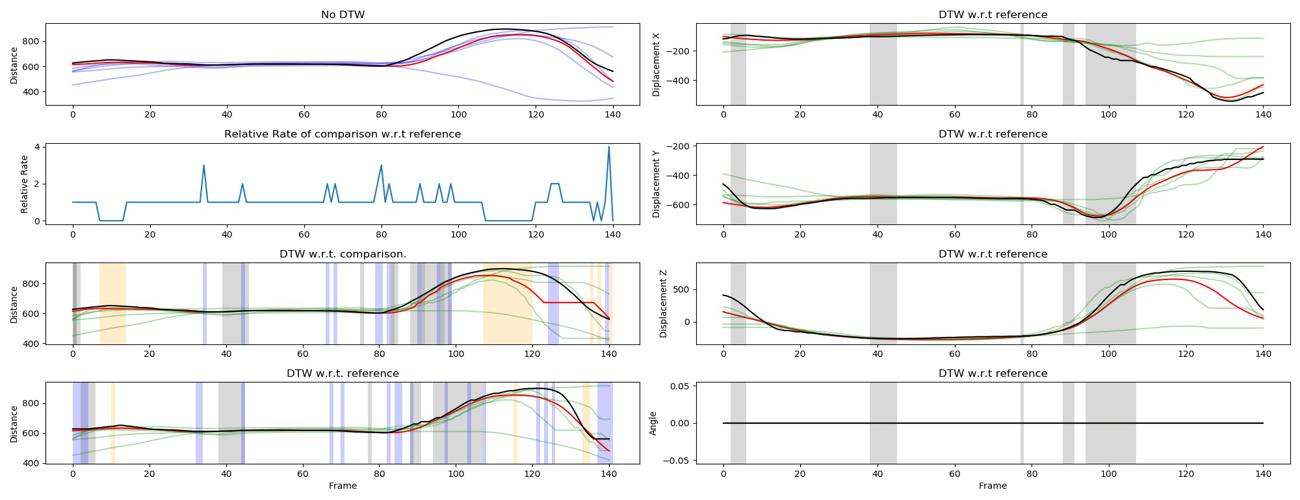 No DTW
Distance
800
600
400
0 20 40 60 80 100 120 140
Relative Rate of comparison w.r.t reference
Relative Rate
4
2
0
0 20 40 60 80 100 120 140
DTW w.r.t. comparison.
Distance
800
600
400
0 20 40 60 80 100 120 140
DTW w.r.t. reference
Distance
800
600
400
0 20 40 60 80 100 120 140
Frame
DTW w.r.t reference
Diplacement X
−200
−400
0 20 40 60 80 100 120 140
DTW w.r.t reference
Displacement Y
−200
−400
−600
0 20 40 60 80 100 120 140
DTW w.r.t reference
Displacement Z
500
0
0 20 40 60 80 100 120 140
DTW w.r.t reference
Angle
0.05
0.00
−0.05
0 20 40 60 80 100 120 140
Frame